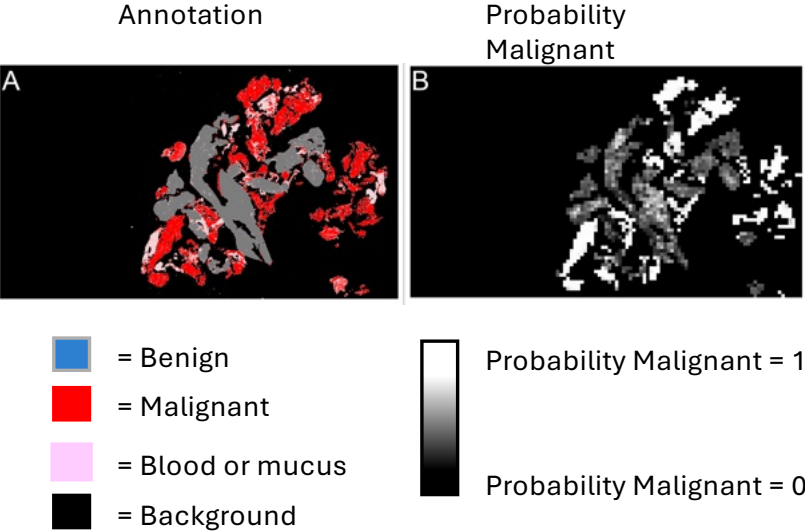 Annotation
Probability
Malignant
A
B
= Benign
= Malignant
= Blood or mucus
= Background
Probability Malignant = 1
Probability Malignant = 0